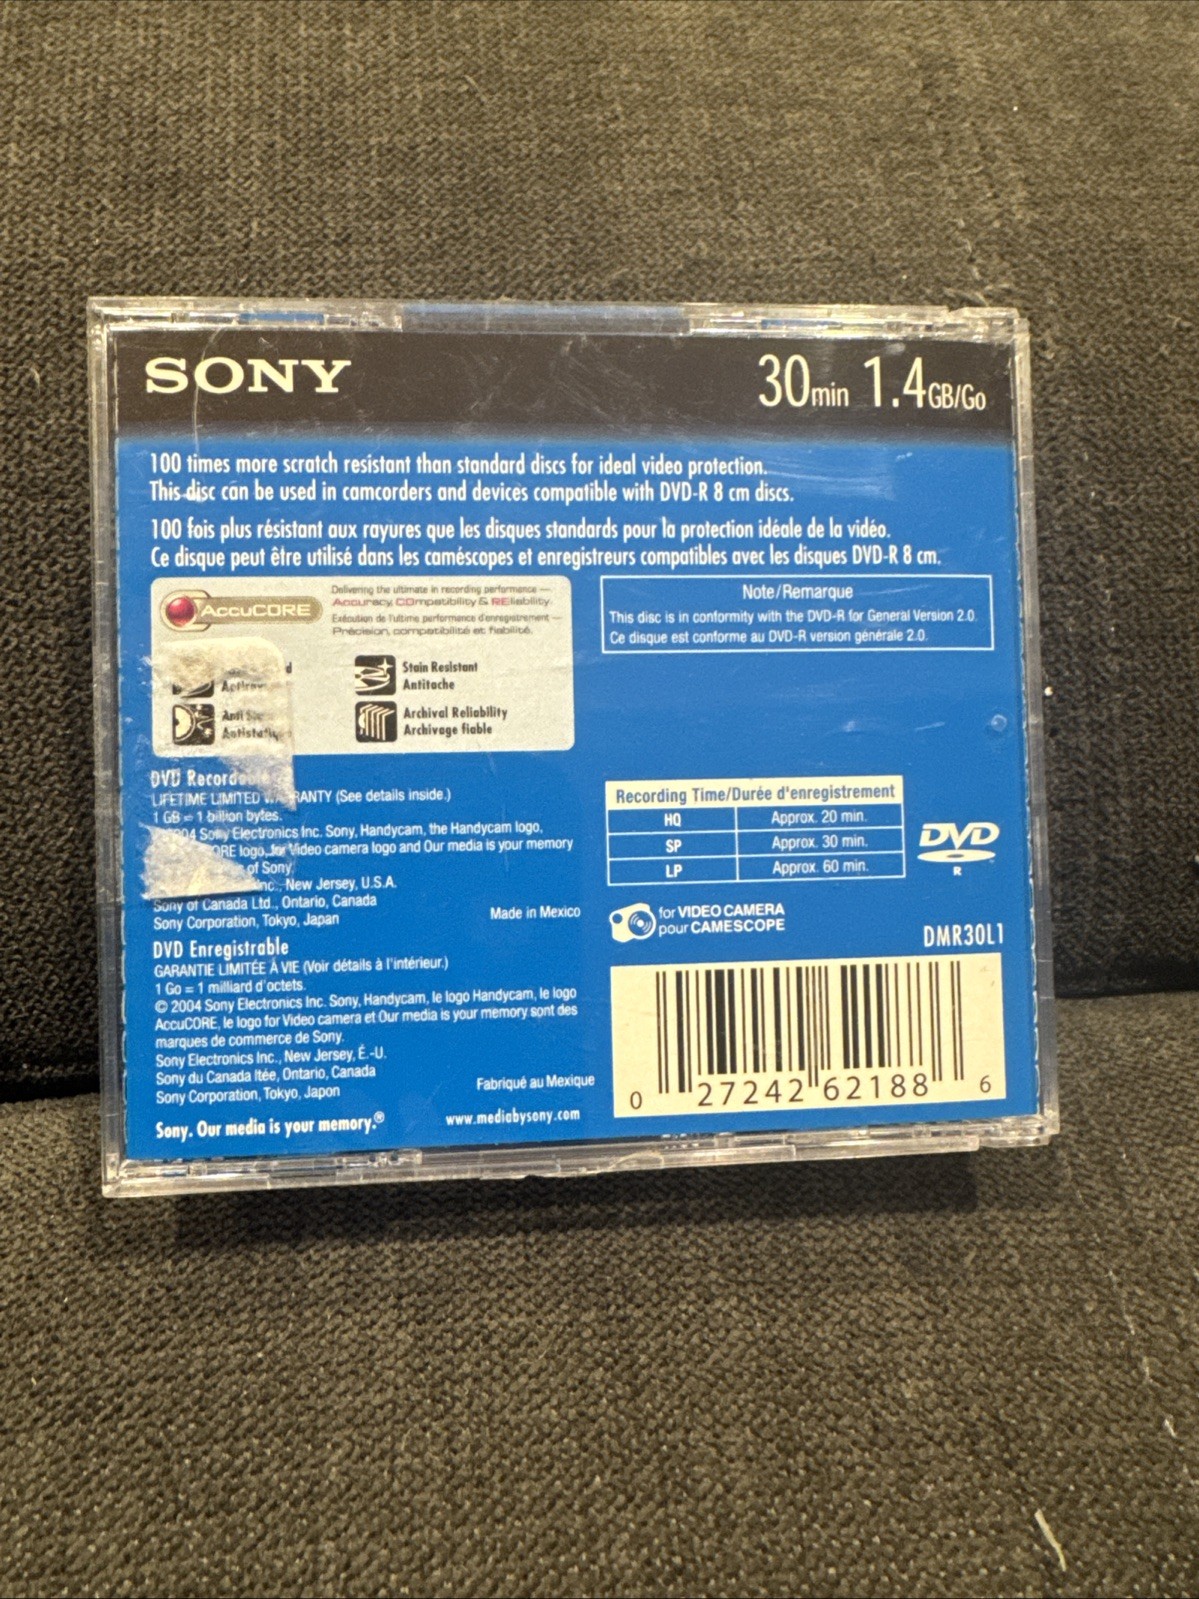 SONY
30min 1.4GB/Go
100 times more scratch resistant than standard discs for ideal video protection.
This disc can be used in camcorders and devices compatible with DVD-R 8 cm discs.
100 fois plus résistant aux rayures que les disques standards pour la protection idéale de la vidéo.
Ce disque peut être utilisé dans les caméscopes et enregistreurs compatibles avec les disques DVD-R 8 cm.
AccuCORE
Delivering the ultimate in recording performance —
Accuracy, COmpatibility & REliability.
Exécution de l'ultime performance d'enregistrement —
Précision, compatibilité et fiabilité.
Stain Resistant
Antitache
Anti
Archival Reliability
Archivage fiable
Note/Remarque
This disc is in conformity with the DVD-R for General Version 2.0.
Ce disque est conforme au DVD-R version générale 2.0.
DVD
LIFETIME LIMITED (See details inside.)
1 GB = 1 billion bytes.
Sony Electronics Inc. Sony, Handycam, the Handycam logo,
logo, for Video camera logo and Our media is your memory
of Sony.
Inc., New Jersey, U.S.A.
Sony of Canada Ltd., Ontario, Canada
Sony Corporation, Tokyo, Japan
Made in Mexico
DVD Enregistrable
GARANTIE LIMITÉE À VIE (Voir détails à l'intérieur.)
1 Go = 1 milliard d'octets.
© 2004 Sony Electronics Inc. Sony, Handycam, le logo Handycam, le logo
AccuCORE, le logo for Video camera et Our media is your memory sont des
marques de commerce de Sony.
Sony Electronics Inc., New Jersey, É.-U.
Sony du Canada ltée, Ontario, Canada
Sony Corporation, Tokyo, Japon
Fabriqué au Mexique
Sony. Our media is your memory.®
www.mediabysony.com
Recording Time/Durée d'enregistrement
HQ Approx. 20 min.
SP Approx. 30 min.
LP Approx. 60 min.
DVD
R
for VIDEO CAMERA
pour CAMESCOPE
DMR30L1
0 27242 62188 6